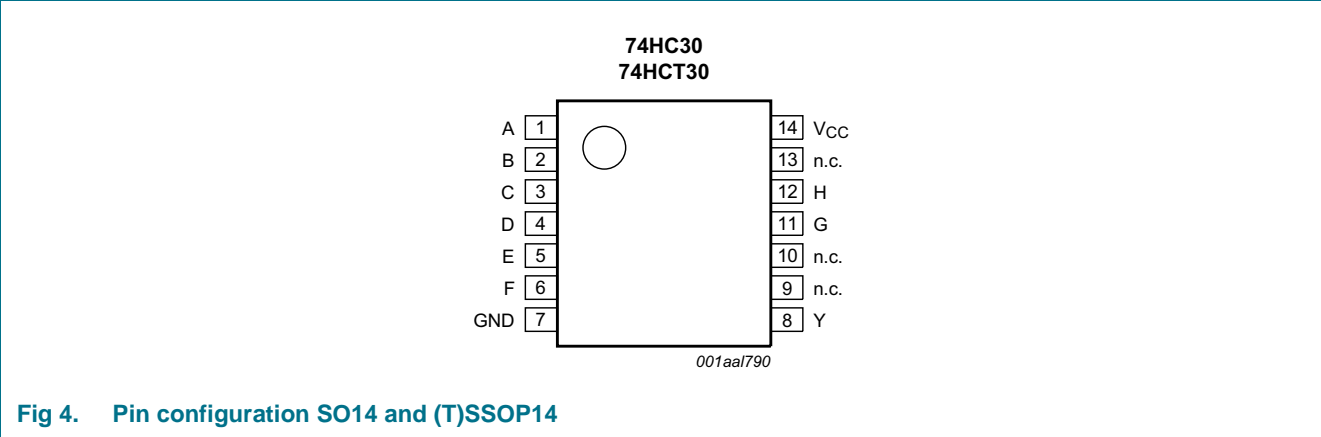 74HC30
74HCT30
A 1 14 VCC
B 2 13 n.c.
C 3 12 H
D 4 11 G
E 5 10 n.c.
F 6 9 n.c.
GND 7 8 Y
001aal790
Fig 4. Pin configuration SO14 and (T)SSOP14